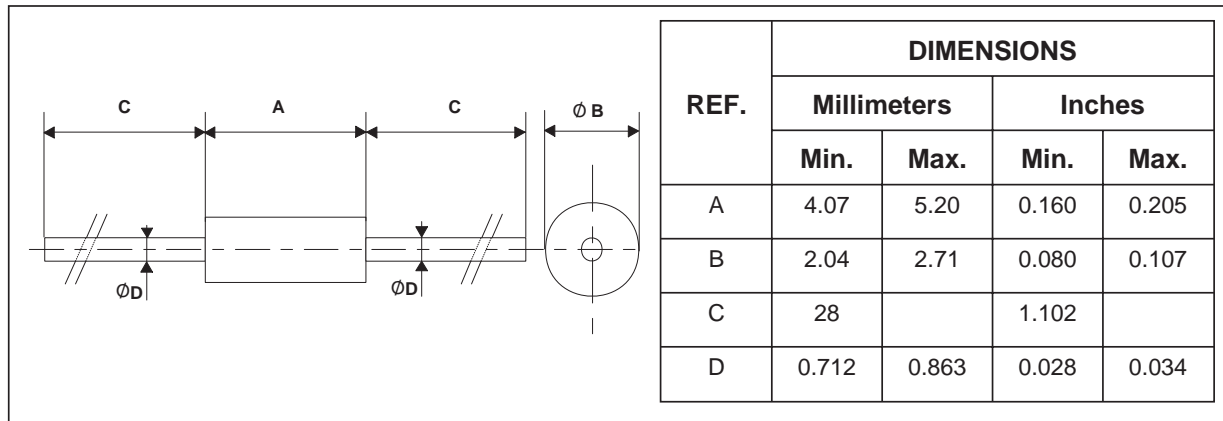 C A C Ø B
ØD ØD
REF. DIMENSIONS
Millimeters Inches
Min. Max. Min. Max.
A 4.07 5.20 0.160 0.205
B 2.04 2.71 0.080 0.107
C 28 1.102
D 0.712 0.863 0.028 0.034